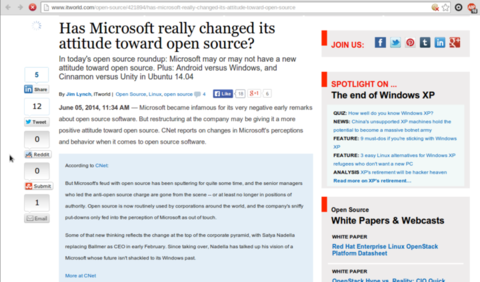 www.itworld.com/open-source/421894/has-microsoft-really-changed-its-attitude-toward-open-source
Has Microsoft really changed its
attitude toward open source?
In today's open source roundup: Microsoft may or may not have a new
attitude toward open source. Plus: Android versus Windows, and
Cinnamon versus Unity in Ubuntu 14.04
By Jim Lynch, ITworld | Open Source, Linux, open source 4
June 05, 2014, 11:34 AM — Microsoft became infamous for its very negative early remarks
about open source software. But restructuring at the company may be giving it a more
positive attitude toward open source. CNet reports on changes in Microsoft's perceptions
and behavior when it comes to open source software.
According to CNet:
But Microsoft's feud with open source has been sputtering for quite some time, and the senior managers
who led the anti-open source charge are gone from the scene — or at least no longer in positions of
authority. Open source is now routinely used by corporations around the world, and the company's sniffy
put-downs only fed into the perception of Microsoft as out of touch.
Some of that new thinking reflects the change at the top of the corporate pyramid, with Satya Nadella
replacing Ballmer as CEO in early February. Since taking over, Nadella has talked up his vision of a
Microsoft whose future isn't shackled to its Windows past.
More at CNet
5
Share
12
Tweet
0
Reddit
0
Submit
1
Email
JOIN US:
SPOTLIGHT ON ...
The end of Windows XP
QUIZ: How well do you know Windows XP?
NEWS: China's unsupported XP machines hold the
potential to become a massive botnet army
FEATURE: 9 must-dos if you're sticking with Windows
XP
FEATURE: 3 easy Linux alternatives for Windows XP
refugees who don't want a new PC
ANALYSIS XP's retirement will be hacker heaven
Read more on XP's retirement...
Open Source
White Papers & Webcasts
WHITE PAPER
Red Hat Enterprise Linux OpenStack
Platform Datasheet
WHITE PAPER
OpenStack Hype vs. Reality: CIO Quick